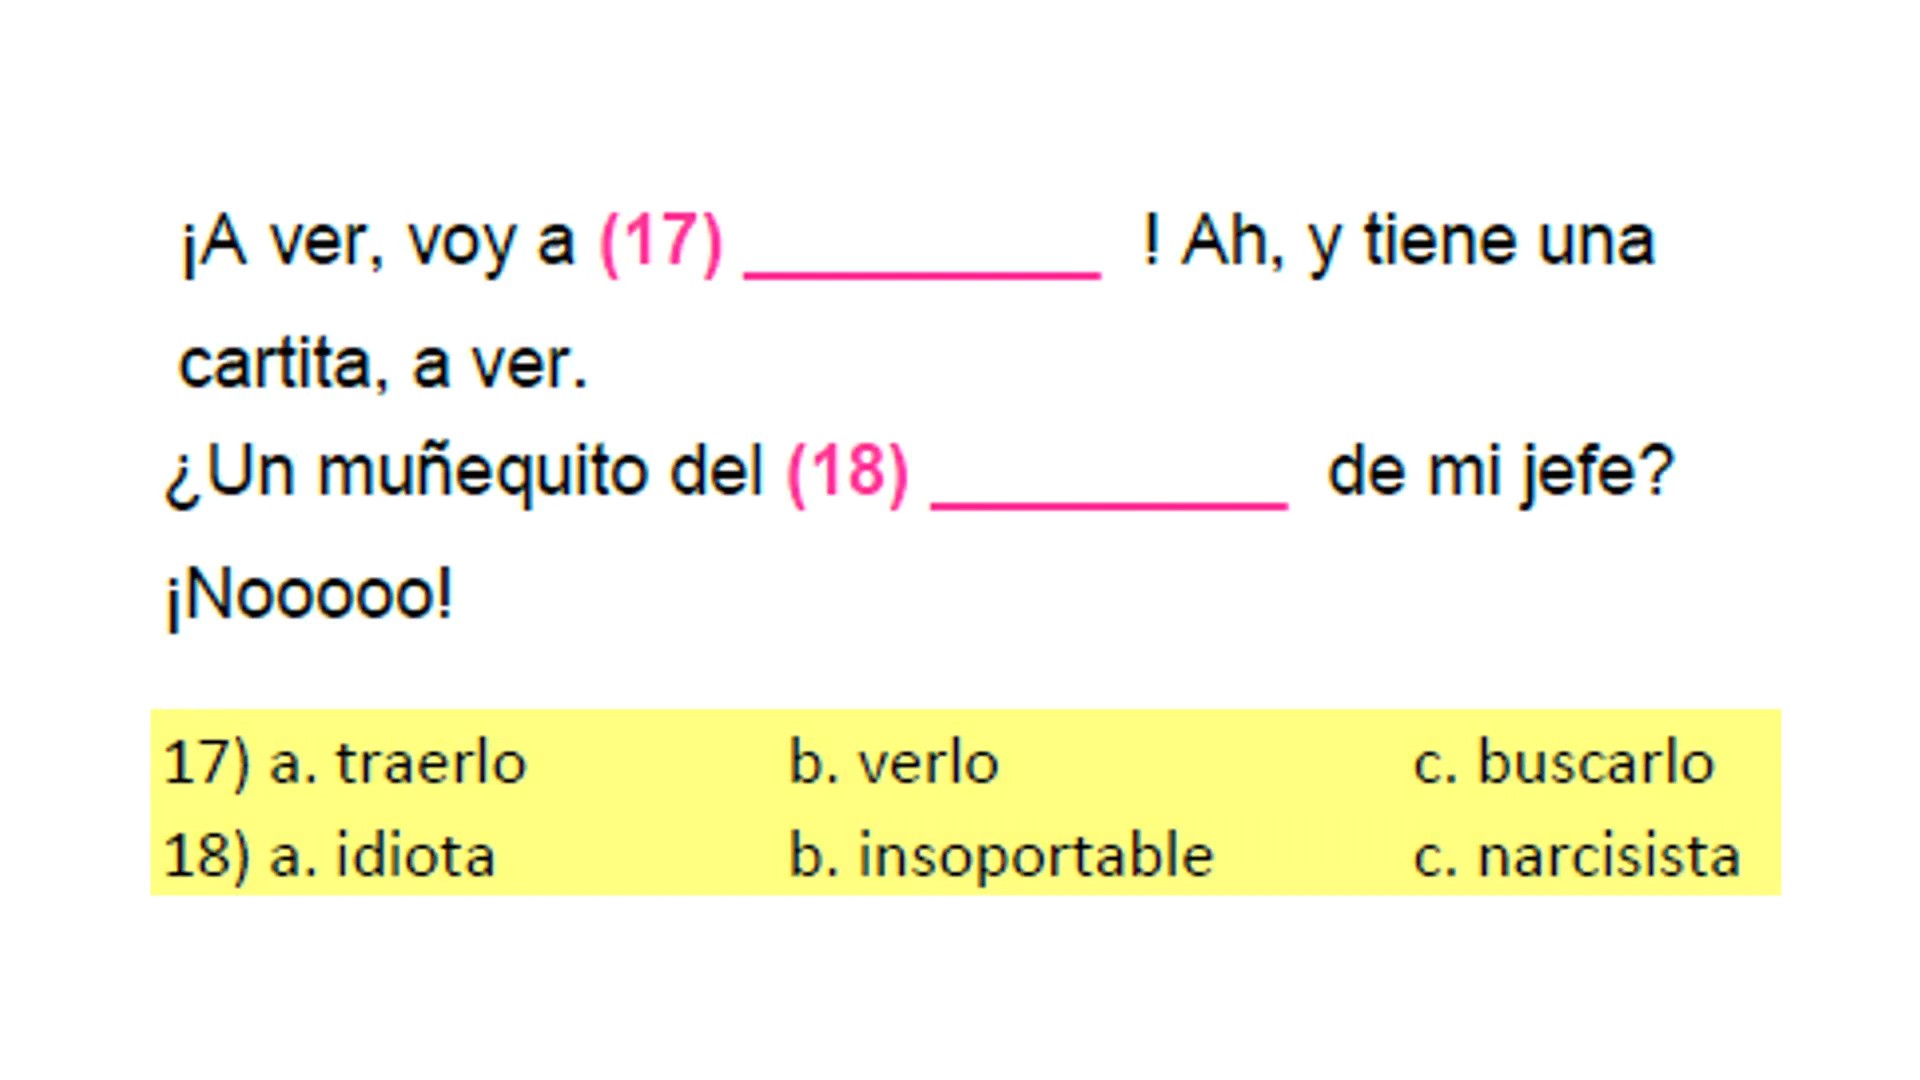 ¡A ver, voy a (17) __________ ! Ah, y tiene una
cartita, a ver.
¿Un muñequito del (18) __________ de mi jefe?
¡Nooooo!
17) a. traerlo b. verlo c. buscarlo
18) a. idiota b. insoportable c. narcisista